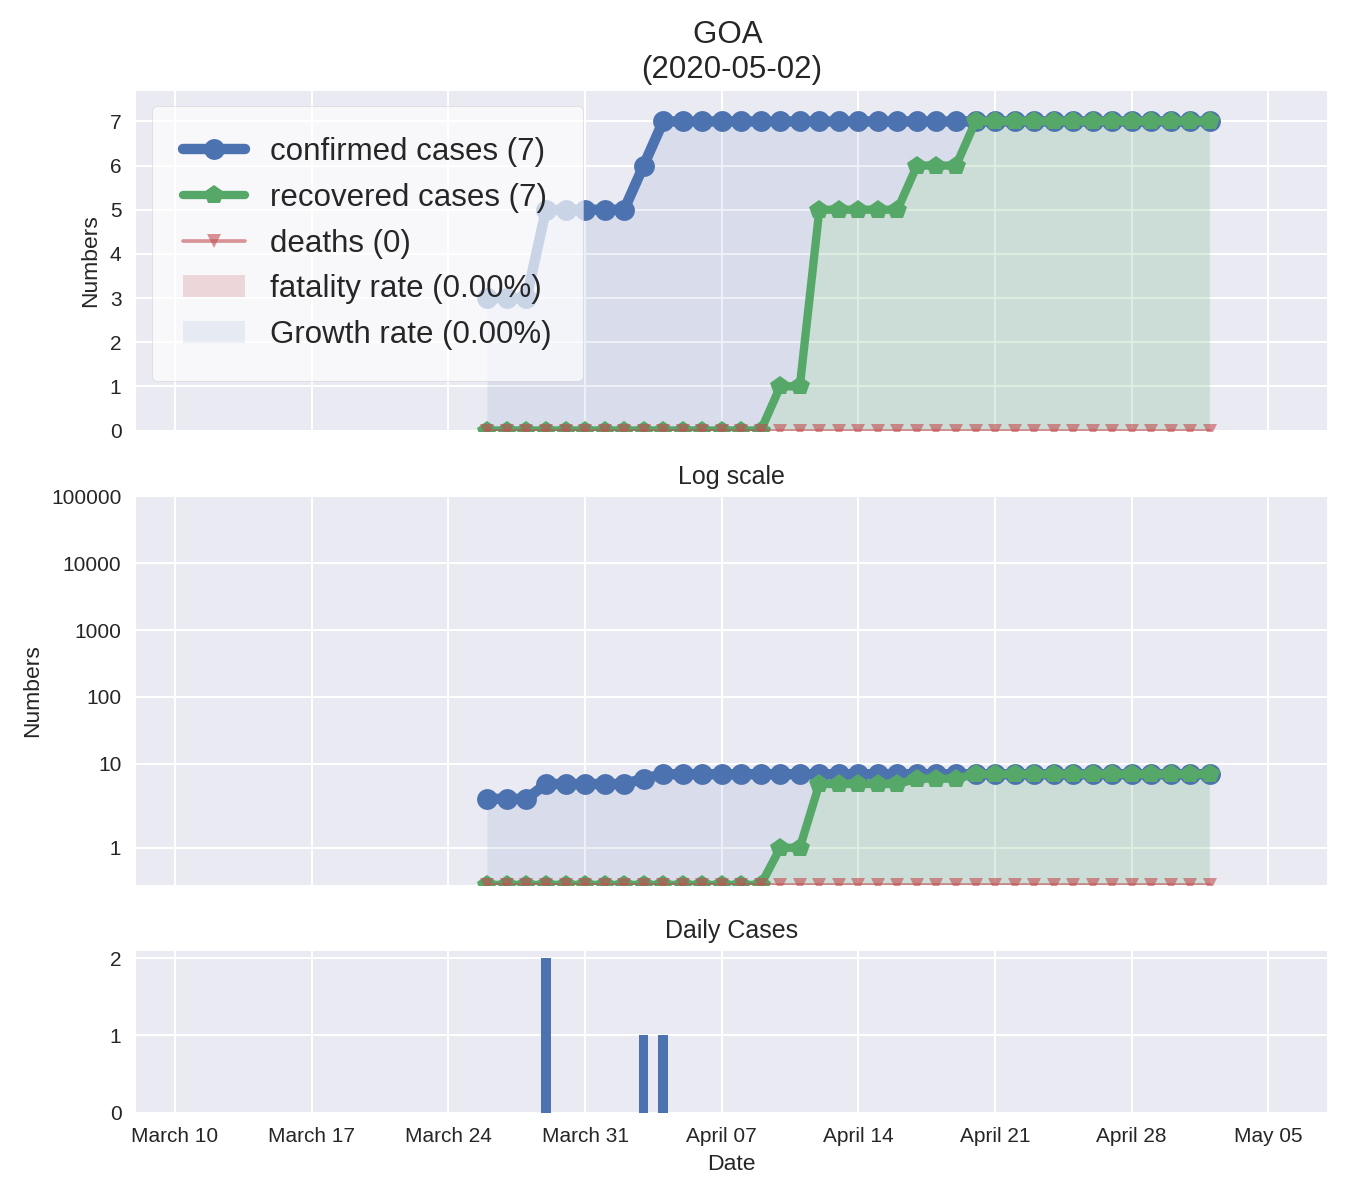 GOA
(2020-05-02)
7
6
5
4
3
2
1
0
Numbers
confirmed cases (7)
recovered cases (7)
deaths (0)
fatality rate (0.00%)
Growth rate (0.00%)
Log scale
100000
10000
1000
100
10
1
Numbers
Daily Cases
2
1
0
March 10 March 17 March 24 March 31 April 07 April 14 April 21 April 28 May 05
Date